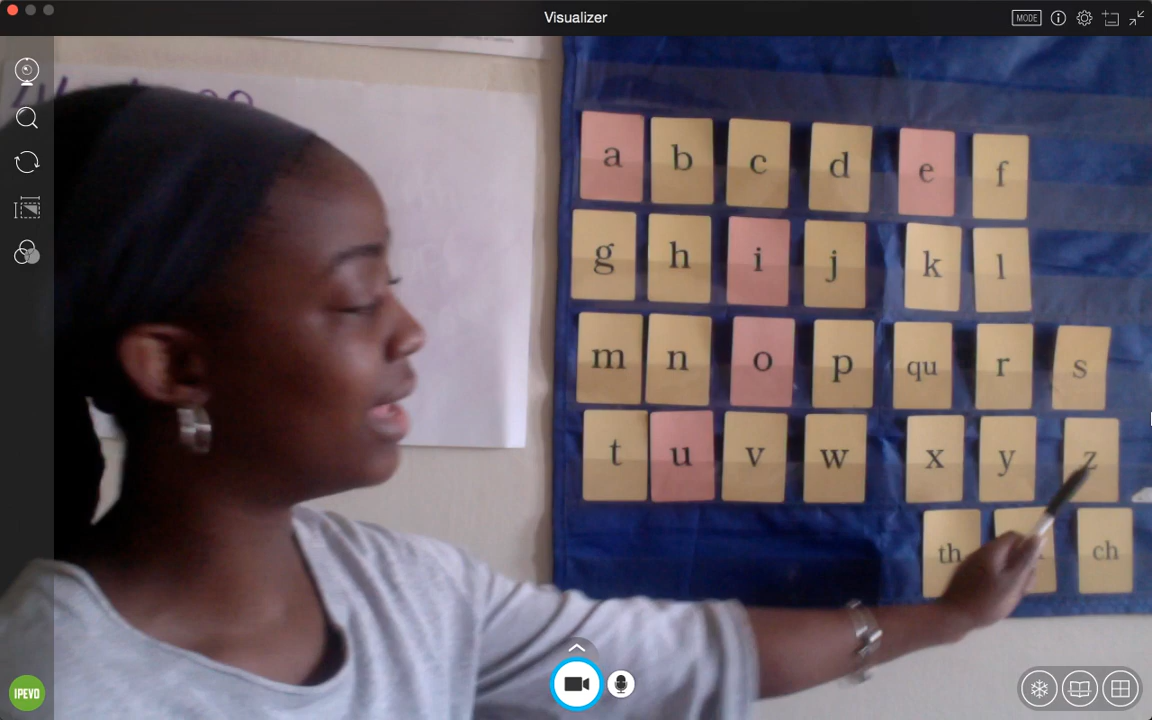 Visualizer
MODE
a b c d e f
g h i j k l
m n o p qu r s
t u v w x y z
th ch
IPEVO